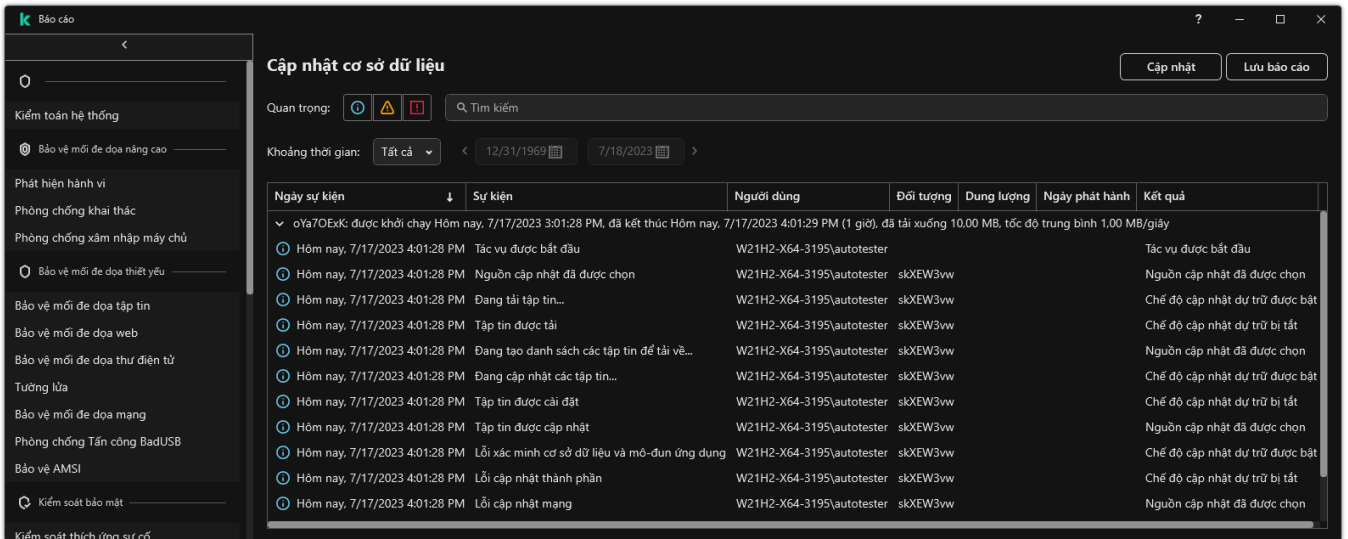 Báo cáo
Cập nhật cơ sở dữ liệu
Cập nhật
Lưu báo cáo
Kiểm toán hệ thống
Quan trọng:
Tìm kiếm
Bảo vệ mối đe dọa nâng cao
Khoảng thời gian: Tất cả 12/31/1969 7/18/2023
Phát hiện hành vi
Phòng chống khai thác
Phòng chống xâm nhập máy chủ
Bảo vệ mối đe dọa thiết yếu
Bảo vệ mối đe dọa tập tin
Bảo vệ mối đe dọa web
Bảo vệ mối đe dọa thư điện tử
Tường lửa
Bảo vệ mối đe dọa mạng
Phòng chống Tấn công BadUSB
Bảo vệ AMSI
Kiểm soát bảo mật
Kiểm soát thích ứng sự cố
Ngày sự kiện Sự kiện Người dùng Đối tượng Dung lượng Ngày phát hành Kết quả
oYa7OExK: được khởi chạy Hôm nay, 7/17/2023 3:01:28 PM, đã kết thúc Hôm nay, 7/17/2023 4:01:29 PM (1 giờ), đã tải xuống 10,00 MB, tốc độ trung bình 1,00 MB/giây
Hôm nay, 7/17/2023 4:01:28 PM Tác vụ được bắt đầu W21H2-X64-3195\autotester Tác vụ được bắt đầu
Hôm nay, 7/17/2023 4:01:28 PM Nguồn cập nhật đã được chọn W21H2-X64-3195\autotester skXEW3vw Nguồn cập nhật đã được chọn
Hôm nay, 7/17/2023 4:01:28 PM Đang tải tập tin... W21H2-X64-3195\autotester skXEW3vw Chế độ cập nhật dự trữ được bật
Hôm nay, 7/17/2023 4:01:28 PM Tập tin được tải W21H2-X64-3195\autotester skXEW3vw Chế độ cập nhật dự trữ bị tắt
Hôm nay, 7/17/2023 4:01:28 PM Đang tạo danh sách các tập tin để tải về... W21H2-X64-3195\autotester skXEW3vw Nguồn cập nhật đã được chọn
Hôm nay, 7/17/2023 4:01:28 PM Đang cập nhật các tập tin... W21H2-X64-3195\autotester skXEW3vw Chế độ cập nhật dự trữ được bật
Hôm nay, 7/17/2023 4:01:28 PM Tập tin được cài đặt W21H2-X64-3195\autotester skXEW3vw Chế độ cập nhật dự trữ bị tắt
Hôm nay, 7/17/2023 4:01:28 PM Tập tin được cập nhật W21H2-X64-3195\autotester skXEW3vw Nguồn cập nhật đã được chọn
Hôm nay, 7/17/2023 4:01:28 PM Lỗi xác minh cơ sở dữ liệu và mô-đun ứng dụng W21H2-X64-3195\autotester skXEW3vw Chế độ cập nhật dự trữ được bật
Hôm nay, 7/17/2023 4:01:28 PM Lỗi cập nhật thành phần W21H2-X64-3195\autotester skXEW3vw Chế độ cập nhật dự trữ bị tắt
Hôm nay, 7/17/2023 4:01:28 PM Lỗi cập nhật mạng W21H2-X64-3195\autotester skXEW3vw Nguồn cập nhật đã được chọn